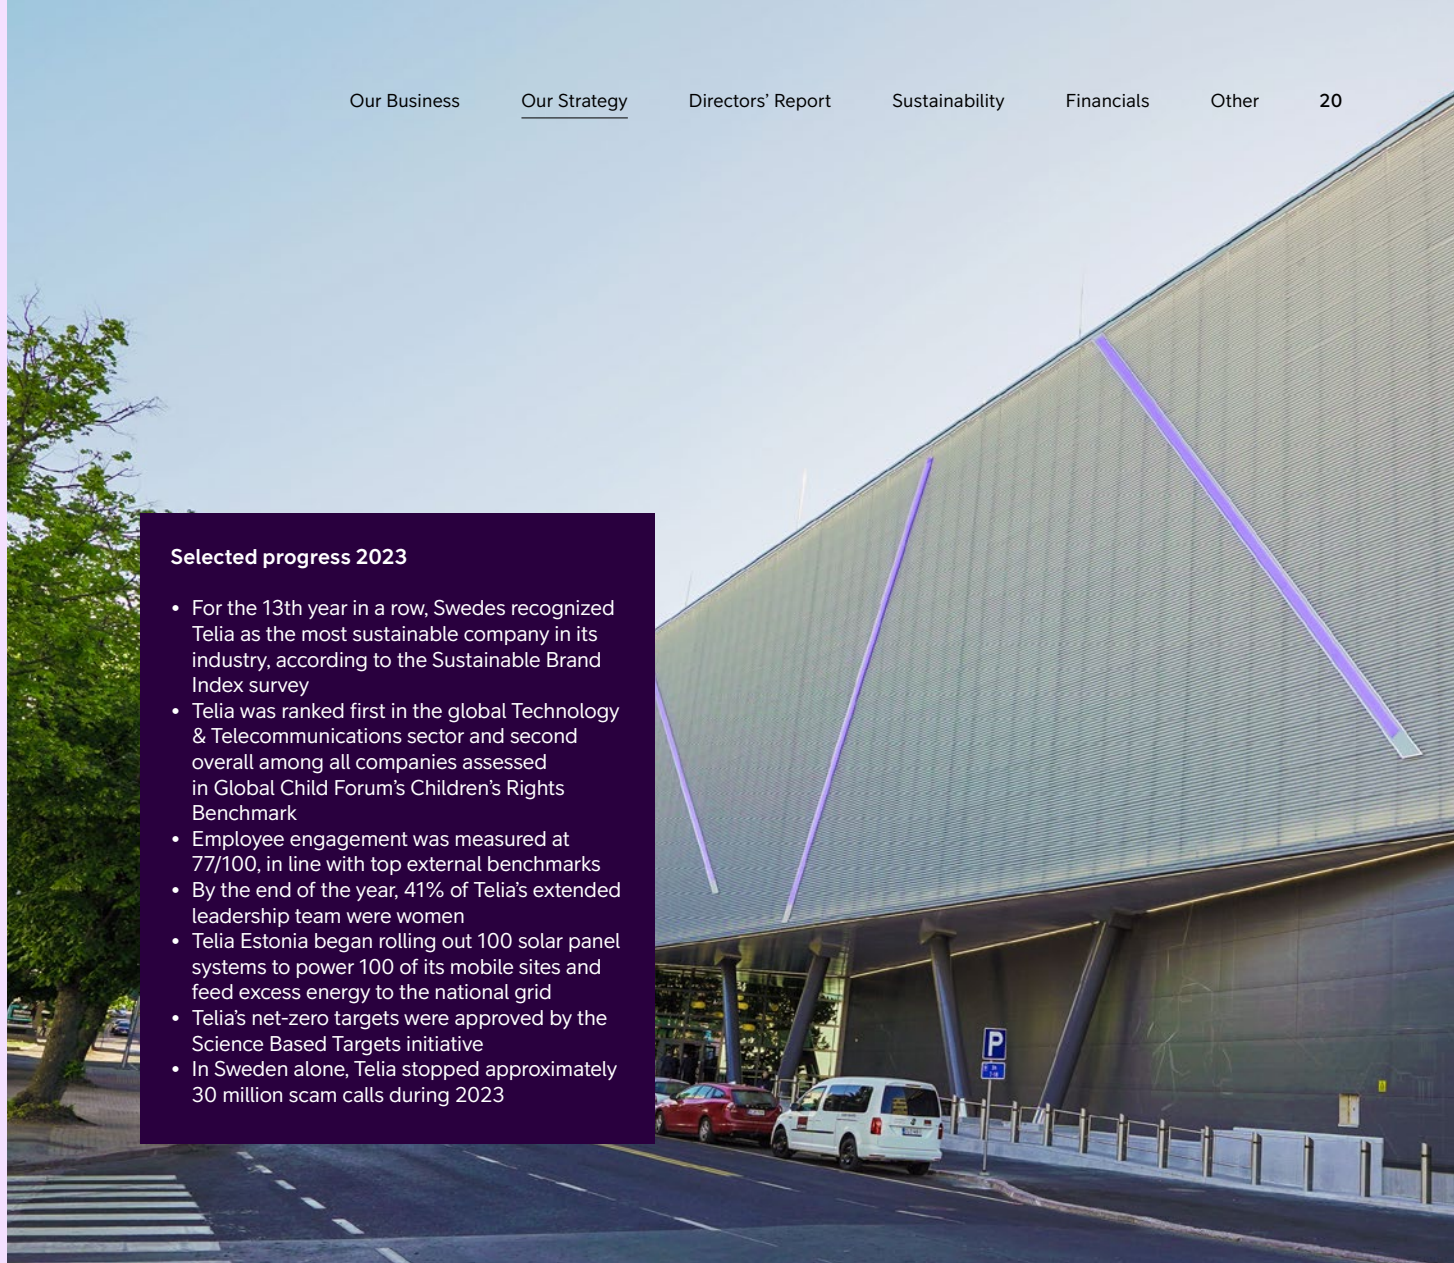 Our Business Our Strategy Directors’ Report Sustainability Financials Other 20
Selected progress 2023
• For the 13th year in a row, Swedes recognized
Telia as the most sustainable company in its
industry, according to the Sustainable Brand
Index survey
• Telia was ranked first in the global Technology
& Telecommunications sector and second
overall among all companies assessed
in Global Child Forum’s Children’s Rights
Benchmark
• Employee engagement was measured at
77/100, in line with top external benchmarks
• By the end of the year, 41% of Telia’s extended
leadership team were women
• Telia Estonia began rolling out 100 solar panel
systems to power 100 of its mobile sites and
feed excess energy to the national grid
• Telia’s net-zero targets were approved by the
Science Based Targets initiative
• In Sweden alone, Telia stopped approximately
30 million scam calls during 2023
P